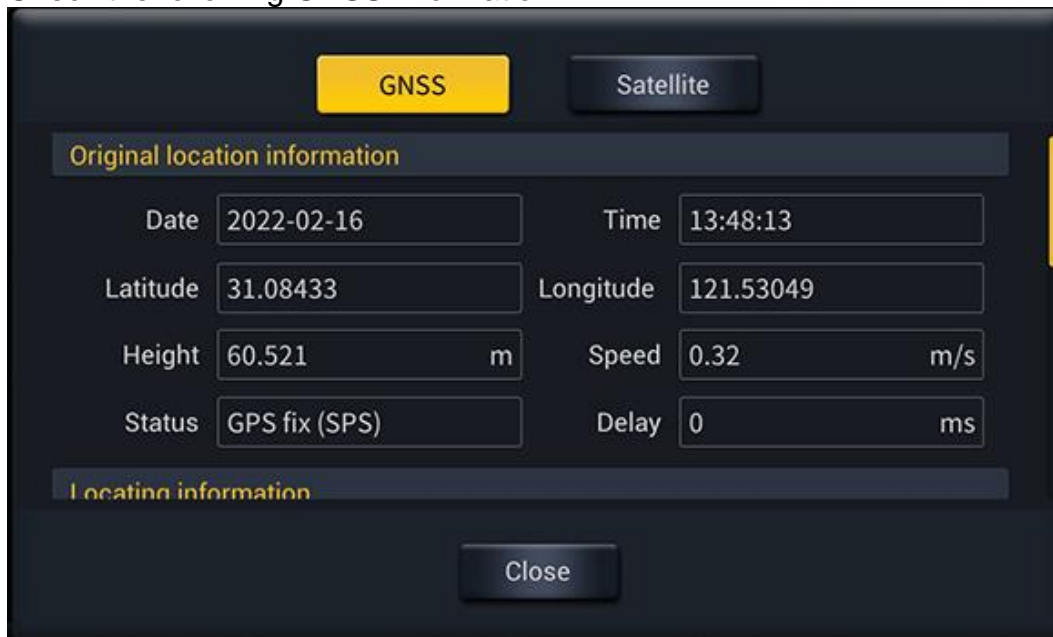 GNSS Satellite
Original location information
Date 2022-02-16 Time 13:48:13
Latitude 31.08433 Longitude 121.53049
Height 60.521 m Speed 0.32 m/s
Status GPS fix (SPS) Delay 0 ms
Locating information
Close